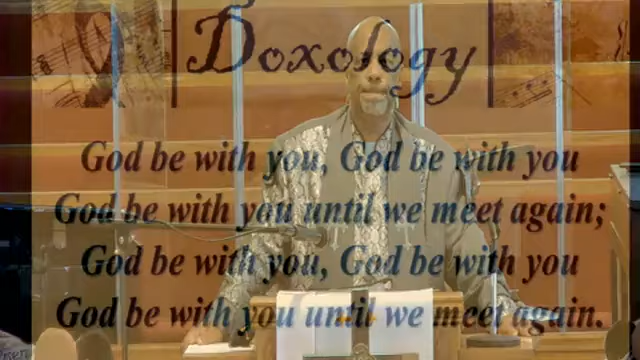 Doxology
God be with you, God be with you
God be with you until we meet again;
God be with you, God be with you
God be with you until we meet again.